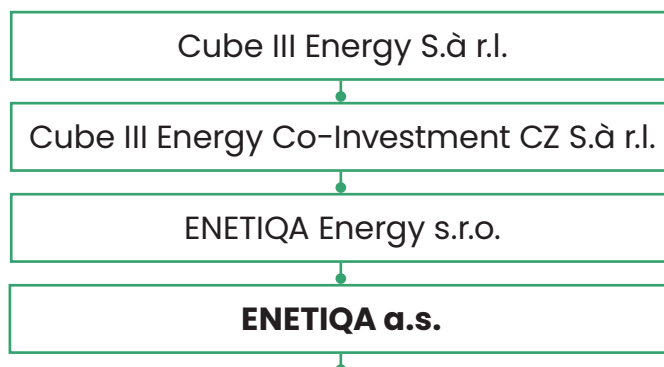 Cube III Energy S.à r.l.
Cube III Energy Co-Investment CZ S.à r.l.
ENETIQA Energy s.r.o.
ENETIQA a.s.